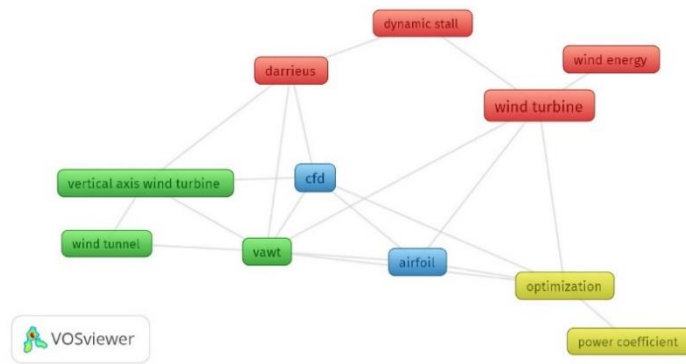 dynamic stall
wind energy
darrieus
wind turbine
cfd
vertical axis wind turbine
wind tunnel
vawt
airfoil
optimization
VOSviewer
power coefficient